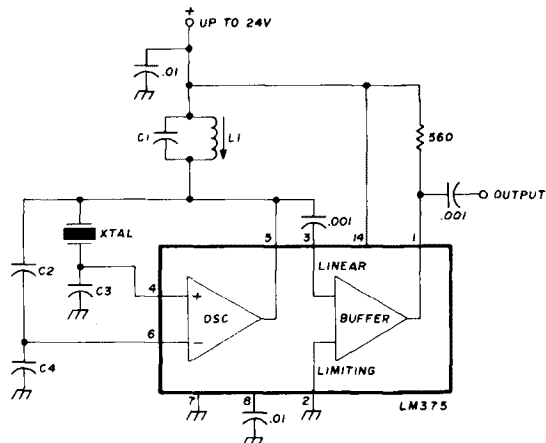 +
UP TO 24V
.01
C1
L1
560
.001
OUTPUT
XTAL
.001
5
3
14
1
C2
C3
4
+
OSC
LINEAR
BUFFER
6
−
LIMITING
C4
7
8
2
LM375
.01